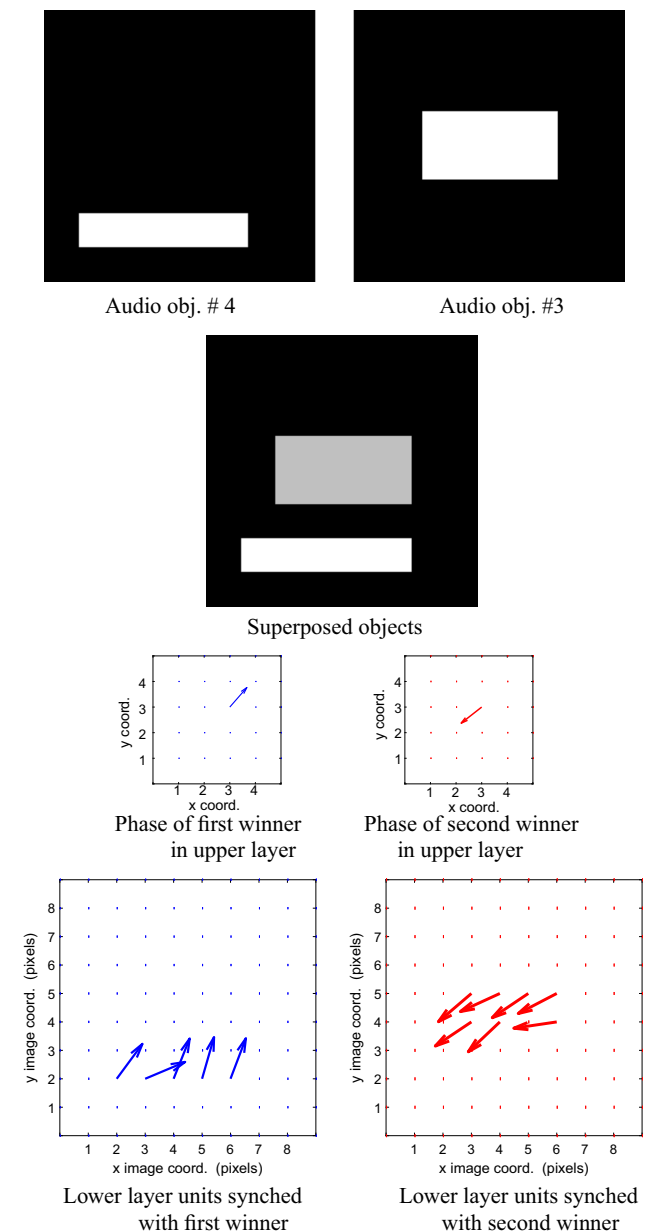 Audio obj. # 4
Audio obj. #3
Superposed objects
y coord.
4
3
2
1
1 2 3 4
x coord.
Phase of first winner
in upper layer
y coord.
4
3
2
1
1 2 3 4
x coord.
Phase of second winner
in upper layer
y image coord. (pixels)
8
7
6
5
4
3
2
1
1 2 3 4 5 6 7 8
x image coord. (pixels)
Lower layer units synched
with first winner
y image coord. (pixels)
8
7
6
5
4
3
2
1
1 2 3 4 5 6 7 8
x image coord. (pixels)
Lower layer units synched
with second winner